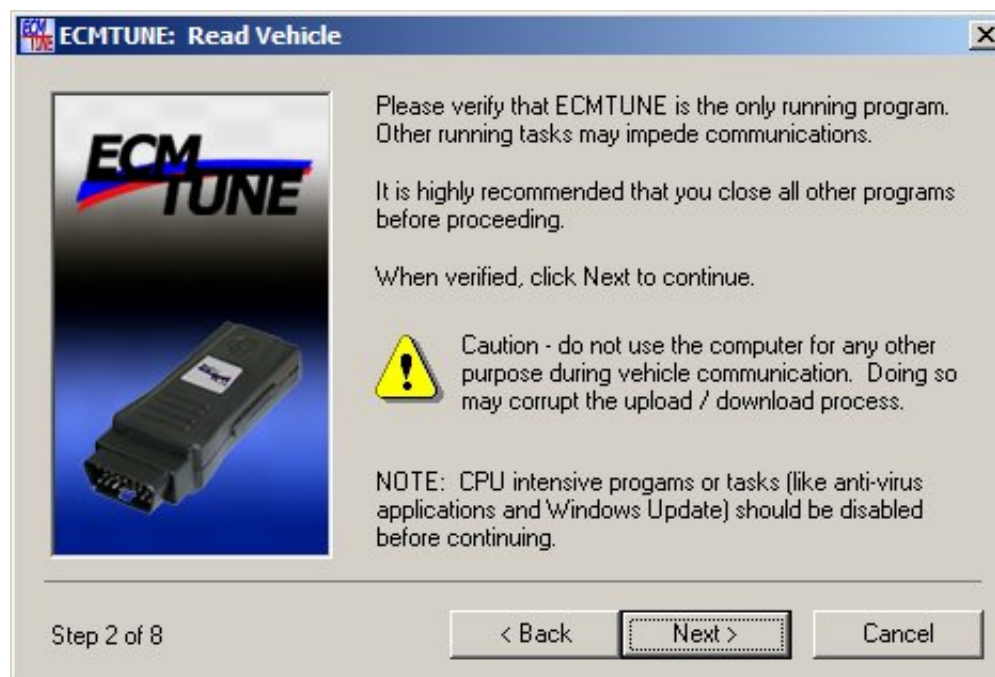 ECMTUNE: Read Vehicle
ECM
TUNE
Please verify that ECMTUNE is the only running program.
Other running tasks may impede communications.
It is highly recommended that you close all other programs
before proceeding.
When verified, click Next to continue.
Caution - do not use the computer for any other
purpose during vehicle communication.  Doing so
may corrupt the upload / download process.
NOTE:  CPU intensive progams or tasks (like anti-virus
applications and Windows Update) should be disabled
before continuing.
Step 2 of 8
< Back
Next >
Cancel